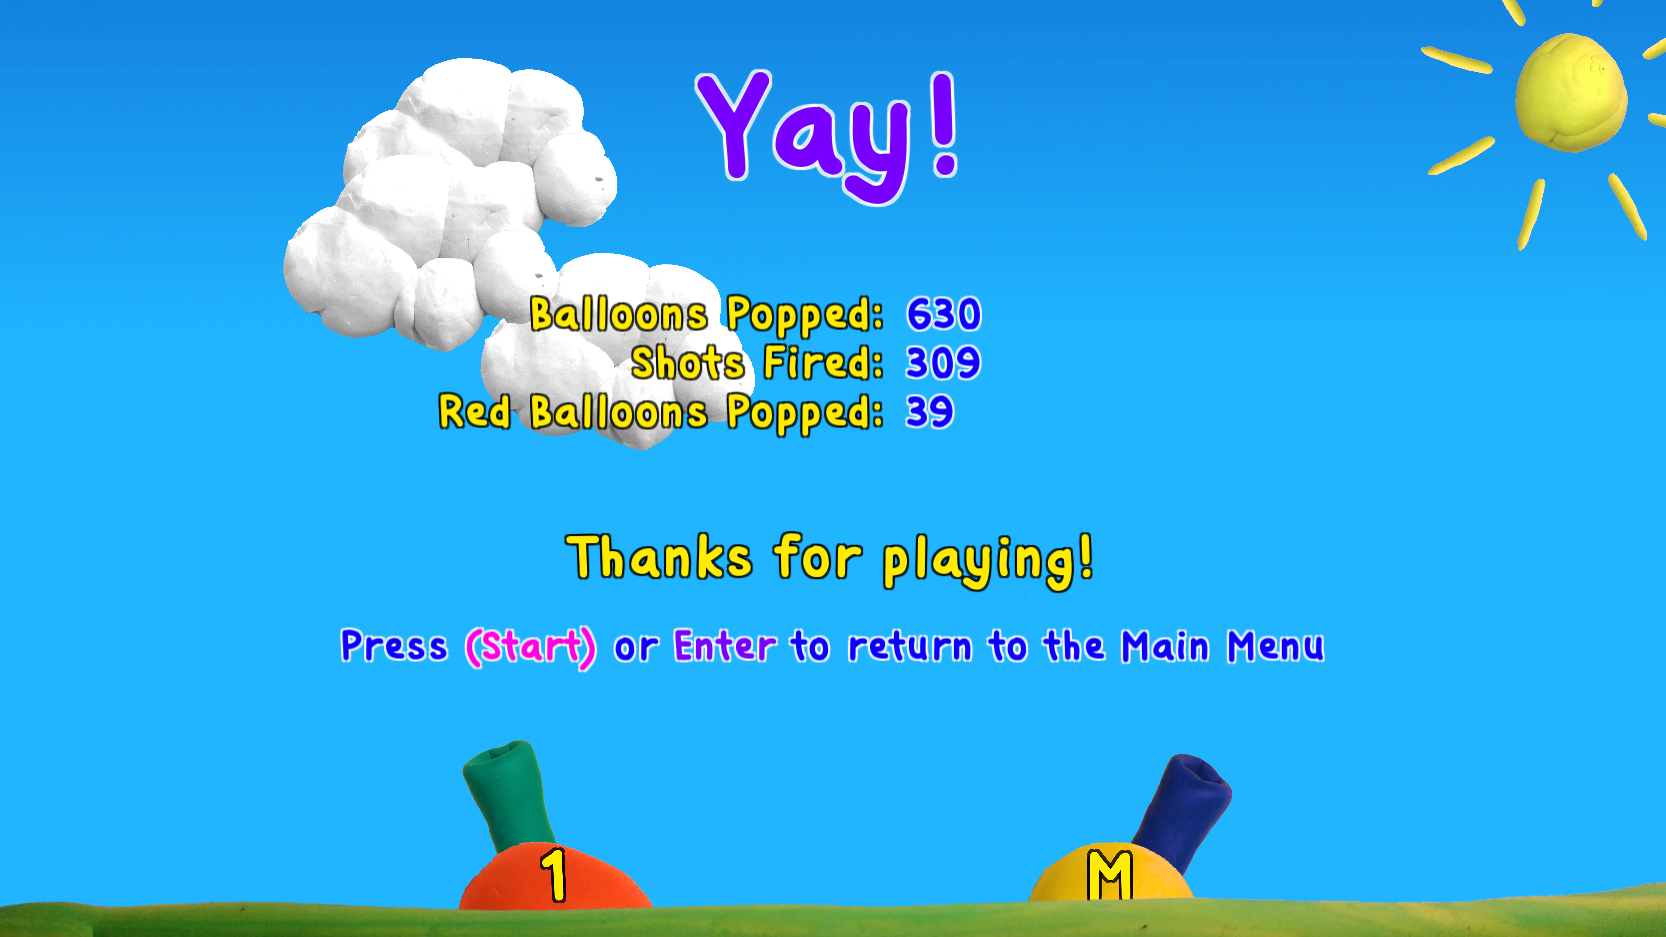 Yay!
Balloons Popped: 630
Shots Fired: 309
Red Balloons Popped: 39
Thanks for playing!
Press (Start) or Enter to return to the Main Menu
1
M